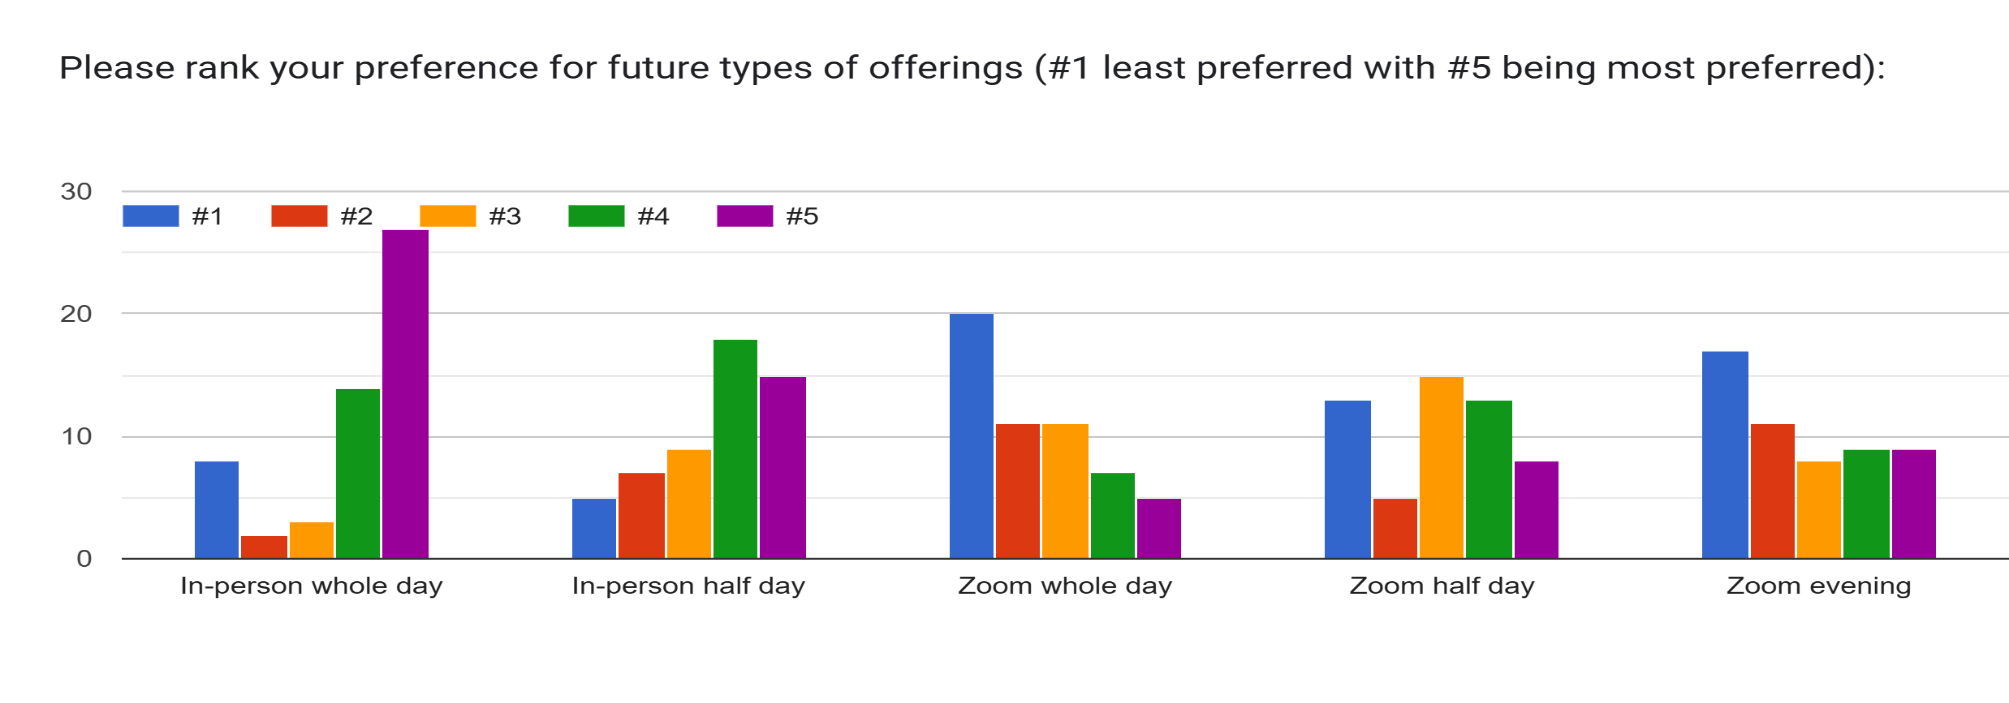 Please rank your preference for future types of offerings (#1 least preferred with #5 being most preferred):
30
#1 #2 #3 #4 #5
20
10
0
In-person whole day In-person half day Zoom whole day Zoom half day Zoom evening